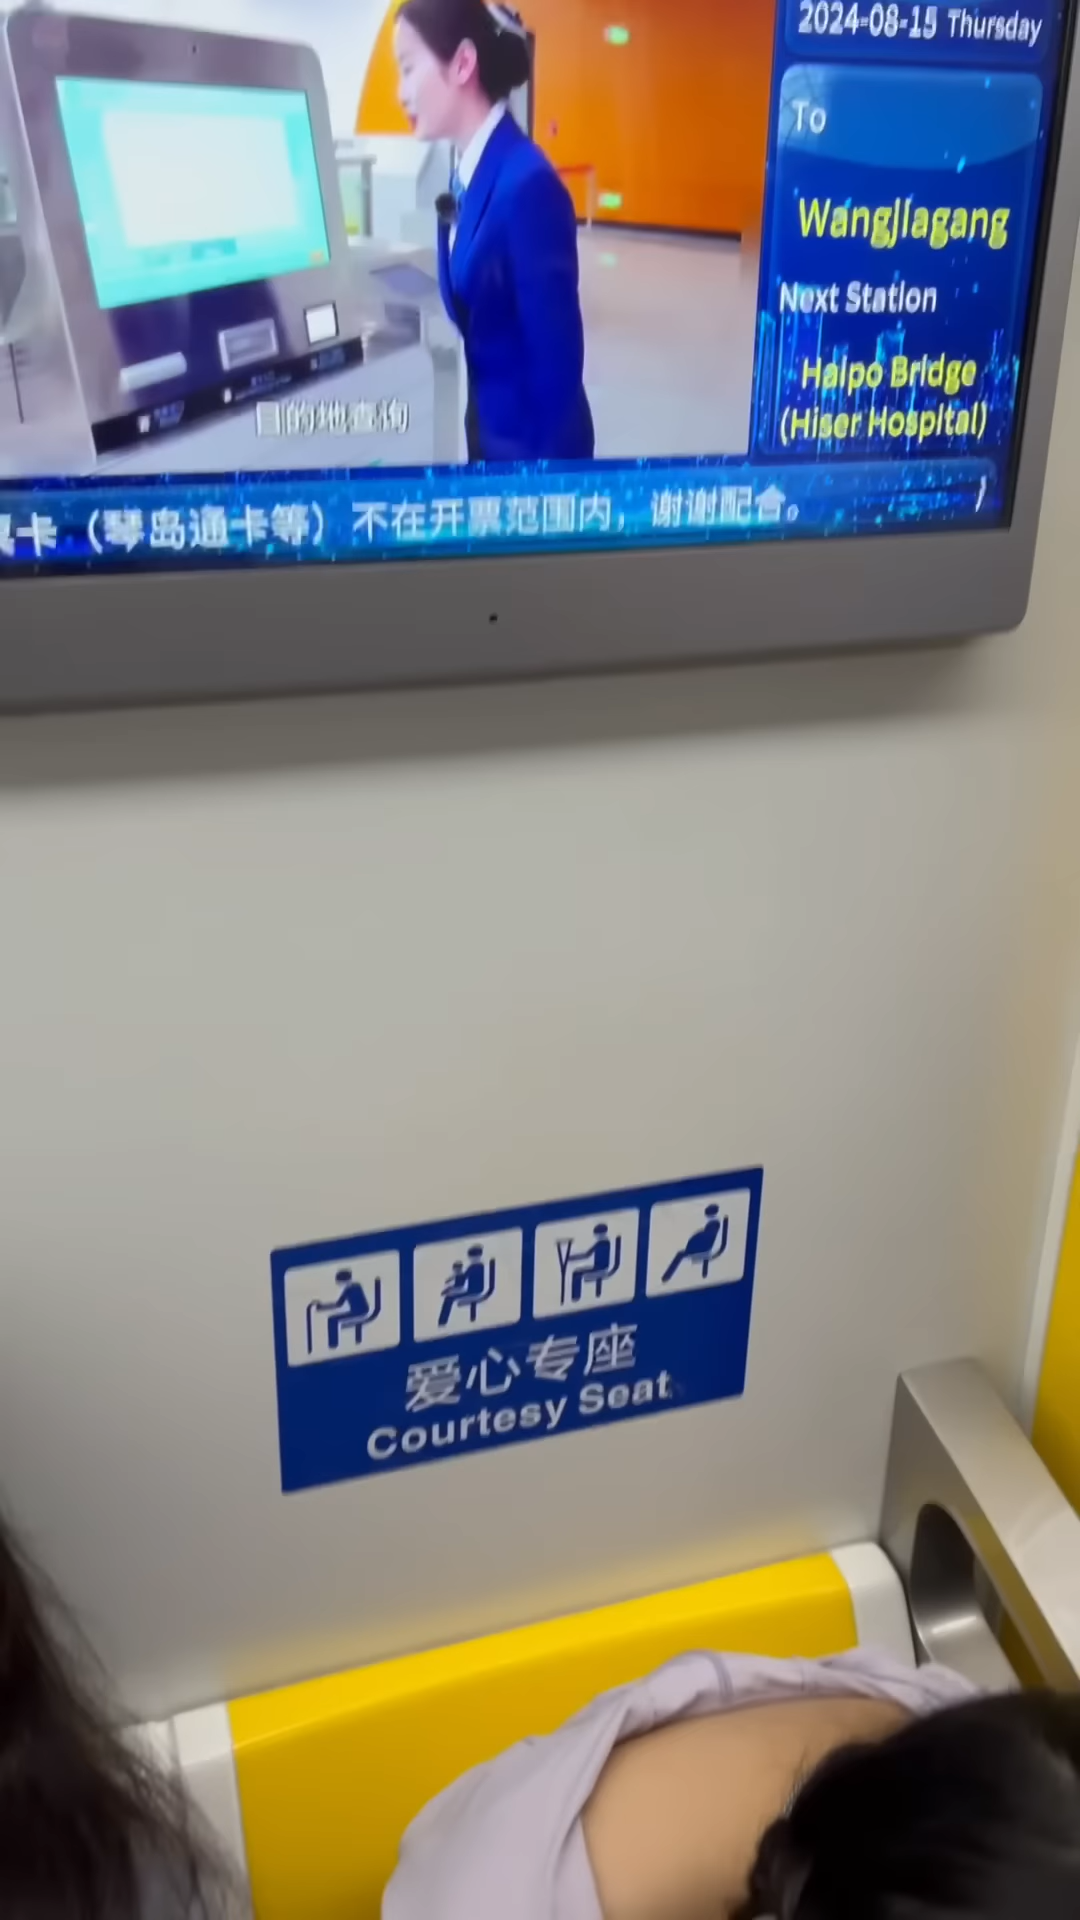 2024-08-15 Thursday
To
Wangjiagang
Next Station
Haipo Bridge
(Hiser Hospital)
目的地查询
卡（琴岛通卡等）不在开票范围内，谢谢配合。
爱心专座
Courtesy Seat